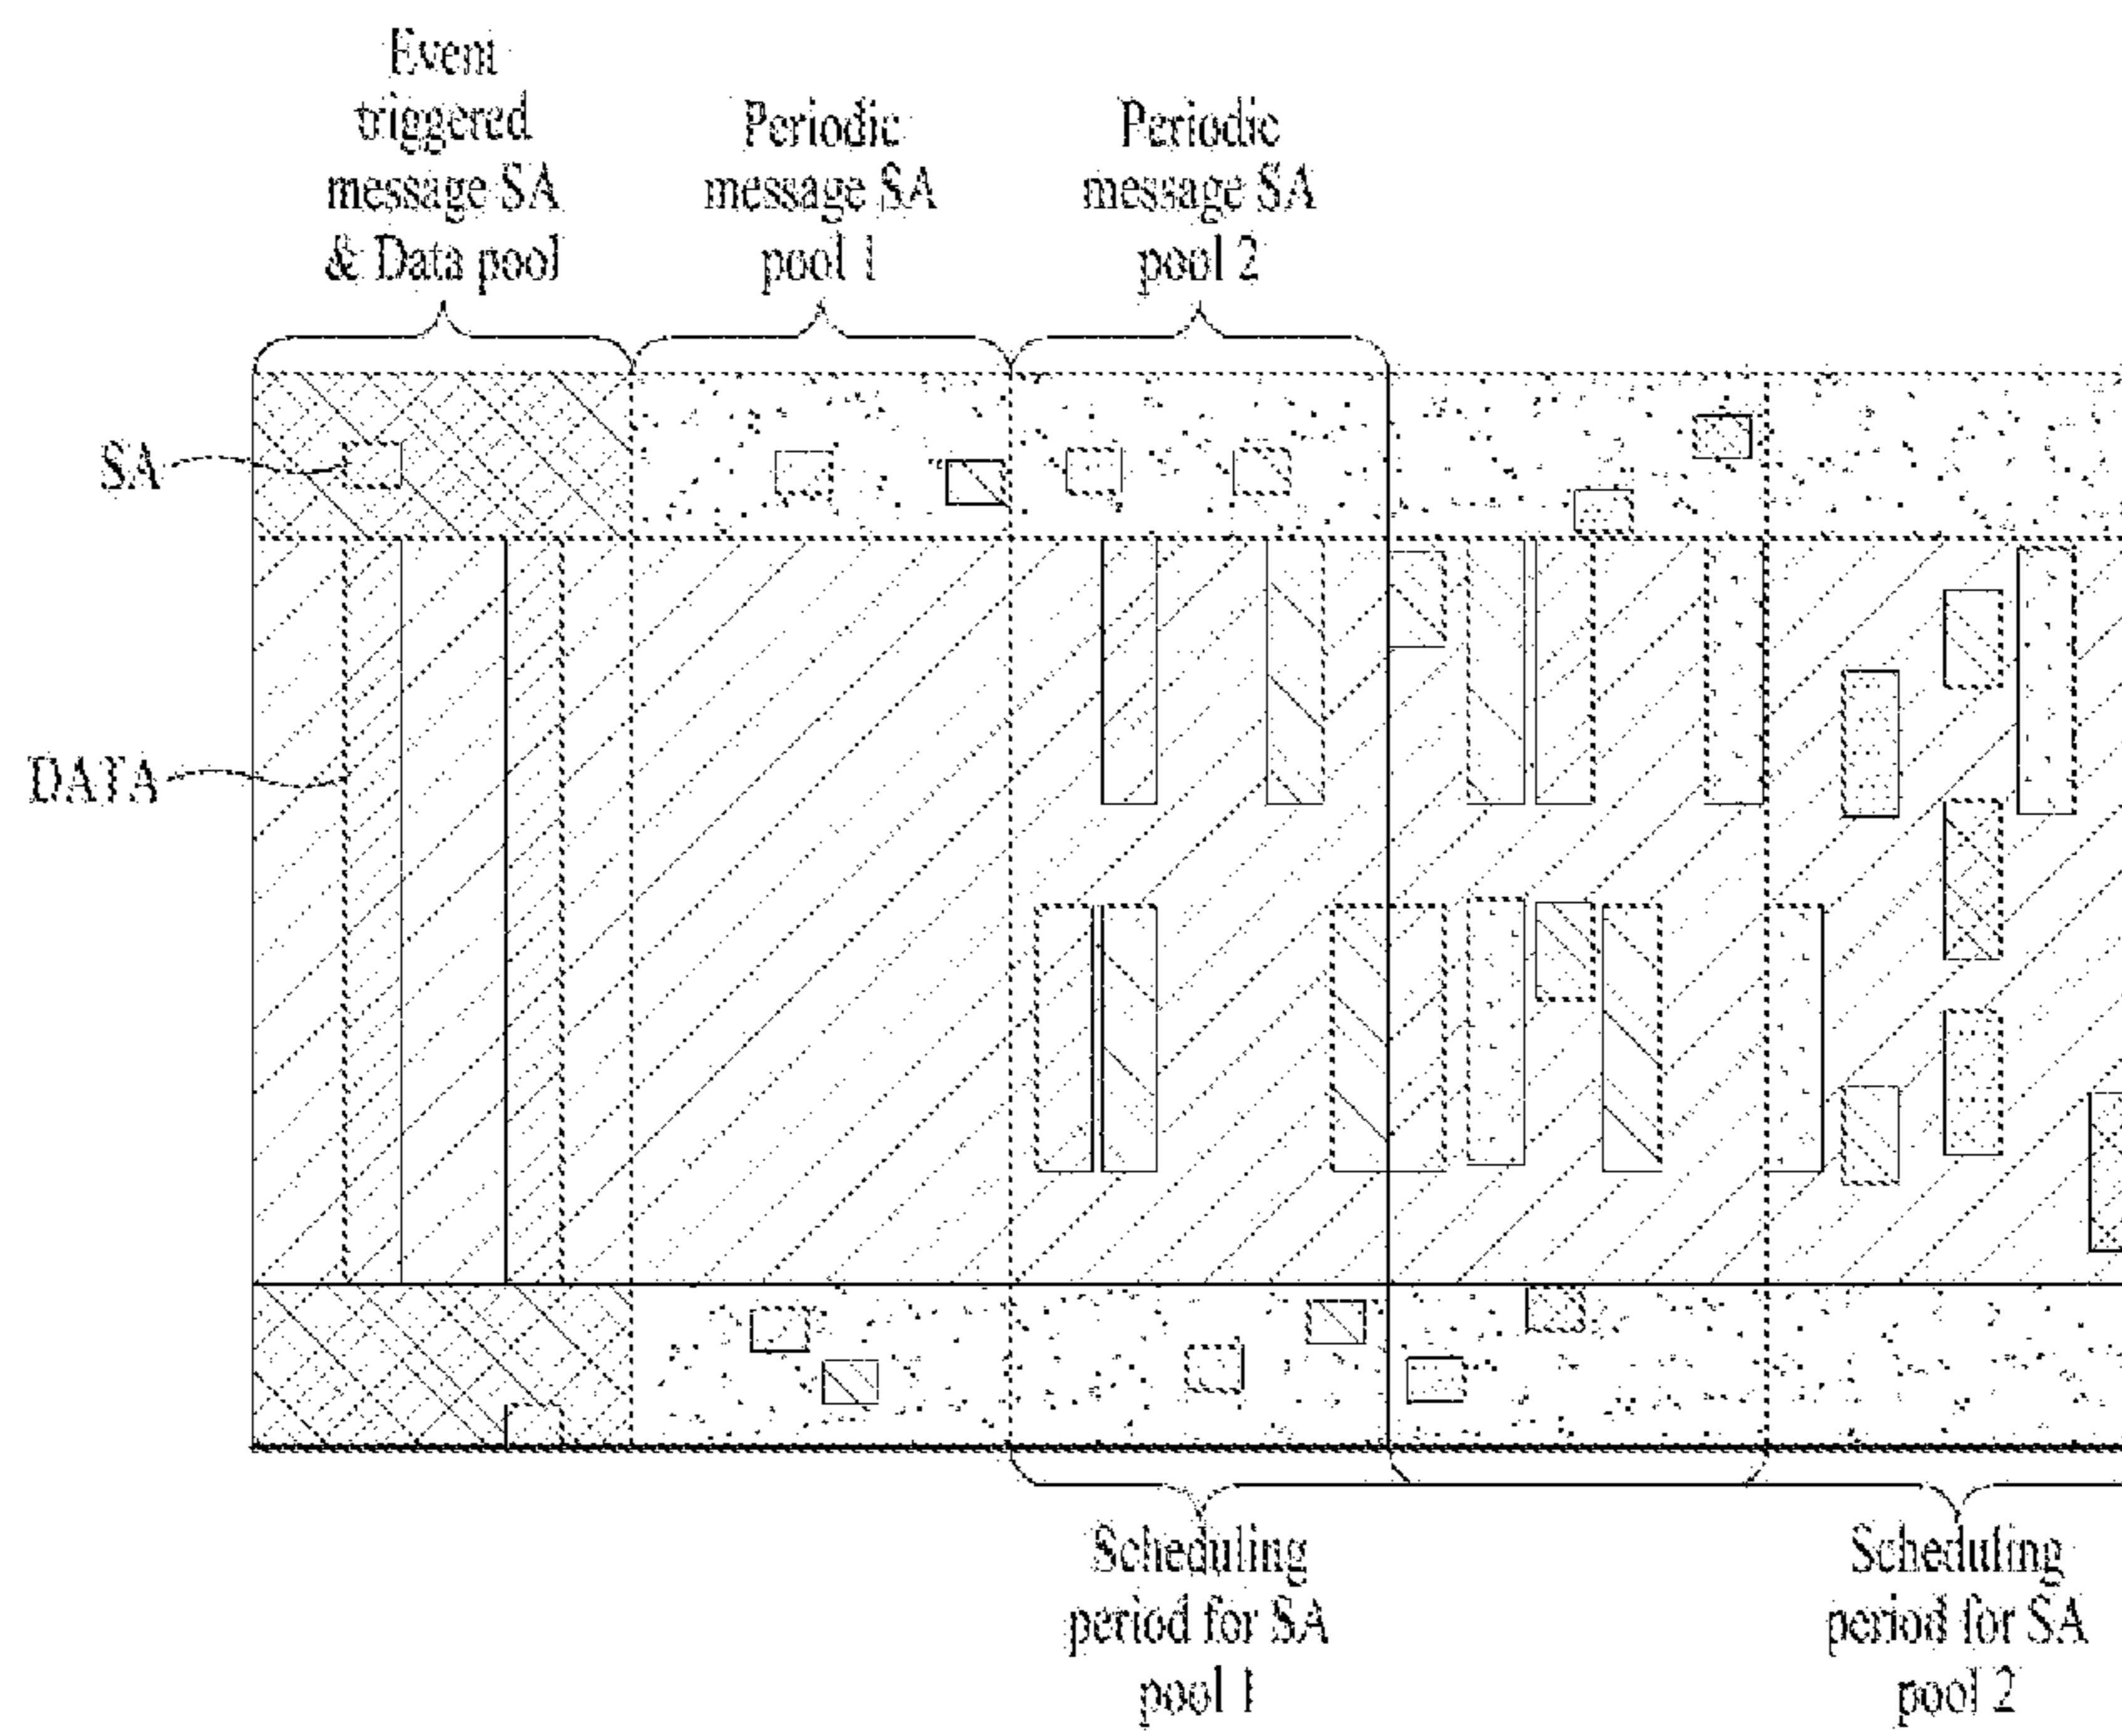 Event
triggered
message SA
& Data pool
Periodic
message SA
pool 1
Periodic
message SA
pool 2
SA
DATA
Scheduling
period for SA
pool 1
Scheduling
period for SA
pool 2